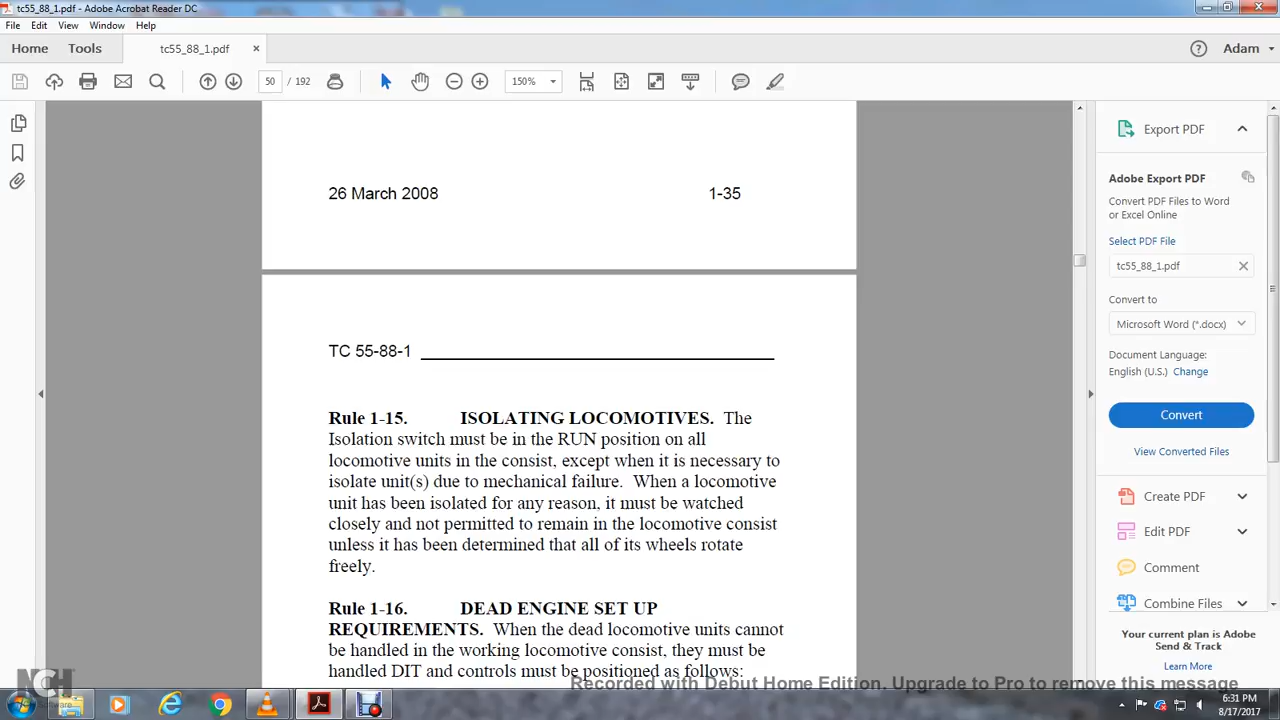 tc55_88_1.pdf - Adobe Acrobat Reader DC
File Edit View Window Help
Home Tools tc55_88_1.pdf × Adam
50 / 192 150%
26 March 2008 1-35
TC 55-88-1
Rule 1-15. ISOLATING LOCOMOTIVES. The
Isolation switch must be in the RUN position on all
locomotive units in the consist, except when it is necessary to
isolate unit(s) due to mechanical failure. When a locomotive
unit has been isolated for any reason, it must be watched
closely and not permitted to remain in the locomotive consist
unless it has been determined that all of its wheels rotate
freely.
Rule 1-16. DEAD ENGINE SET UP
REQUIREMENTS. When the dead locomotive units cannot
be handled in the working locomotive consist, they must be
handled DIT and controls must be positioned as follows:
Export PDF
Adobe Export PDF
Convert PDF Files to Word
or Excel Online
Select PDF File
tc55_88_1.pdf
Convert to
Microsoft Word (*.docx)
Document Language:
English (U.S.) Change
Convert
View Converted Files
Create PDF
Edit PDF
Comment
Combine Files
Your current plan is Adobe
Send & Track
Learn More
NCH
Software
Recorded with Debut Home Edition. Upgrade to Pro to remove this message
6:31 PM
8/17/2017